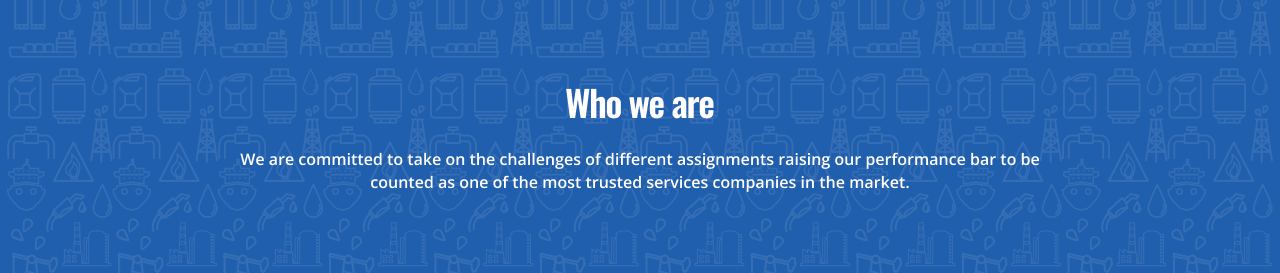 Who we are
We are committed to take on the challenges of different assignments raising our performance bar to be
counted as one of the most trusted services companies in the market.